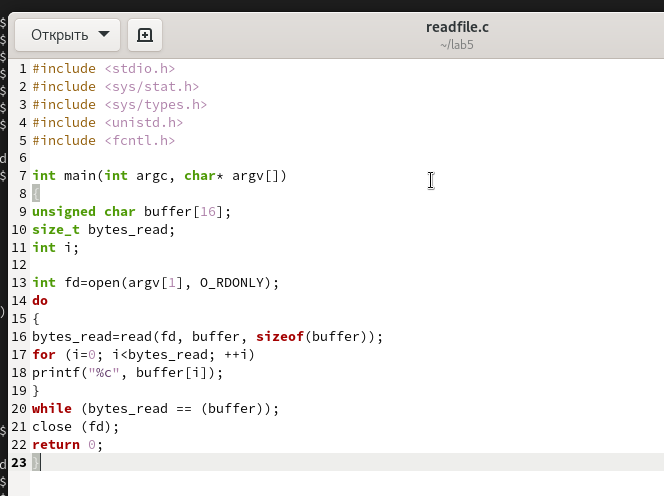 Открыть
readfile.c
~/lab5
1 #include <stdio.h>
2 #include <sys/stat.h>
3 #include <sys/types.h>
4 #include <unistd.h>
5 #include <fcntl.h>
6
7 int main(int argc, char* argv[])
8 {
9 unsigned char buffer[16];
10 size_t bytes_read;
11 int i;
12
13 int fd=open(argv[1], O_RDONLY);
14 do
15 {
16 bytes_read=read(fd, buffer, sizeof(buffer));
17 for (i=0; i<bytes_read; ++i)
18 printf("%c", buffer[i]);
19 }
20 while (bytes_read == (buffer));
21 close (fd);
22 return 0;
23 }